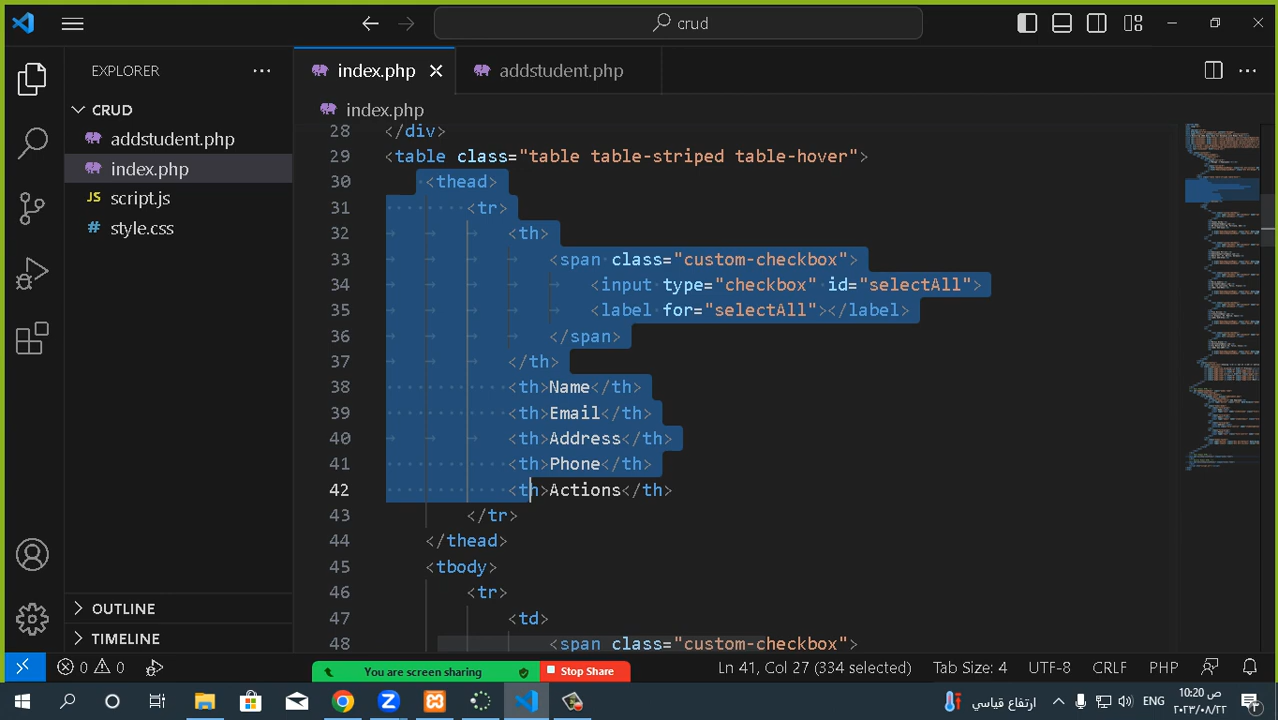 crud
EXPLORER
index.php
addstudent.php
CRUD
addstudent.php
index.php
script.js
style.css
OUTLINE
TIMELINE
index.php
28 </div>
29 <table class="table table-striped table-hover">
30 <thead>
31 <tr>
32 <th>
33 <span class="custom-checkbox">
34 <input type="checkbox" id="selectAll">
35 <label for="selectAll"></label>
36 </span>
37 </th>
38 <th>Name</th>
39 <th>Email</th>
40 <th>Address</th>
41 <th>Phone</th>
42 <th>Actions</th>
43 </tr>
44 </thead>
45 <tbody>
46 <tr>
47 <td>
48 <span class="custom-checkbox">
0 0
You are screen sharing
Stop Share
Ln 41, Col 27 (334 selected)
Tab Size: 4
UTF-8
CRLF
PHP
ارتفاع قياسي
ENG
10:20 ص